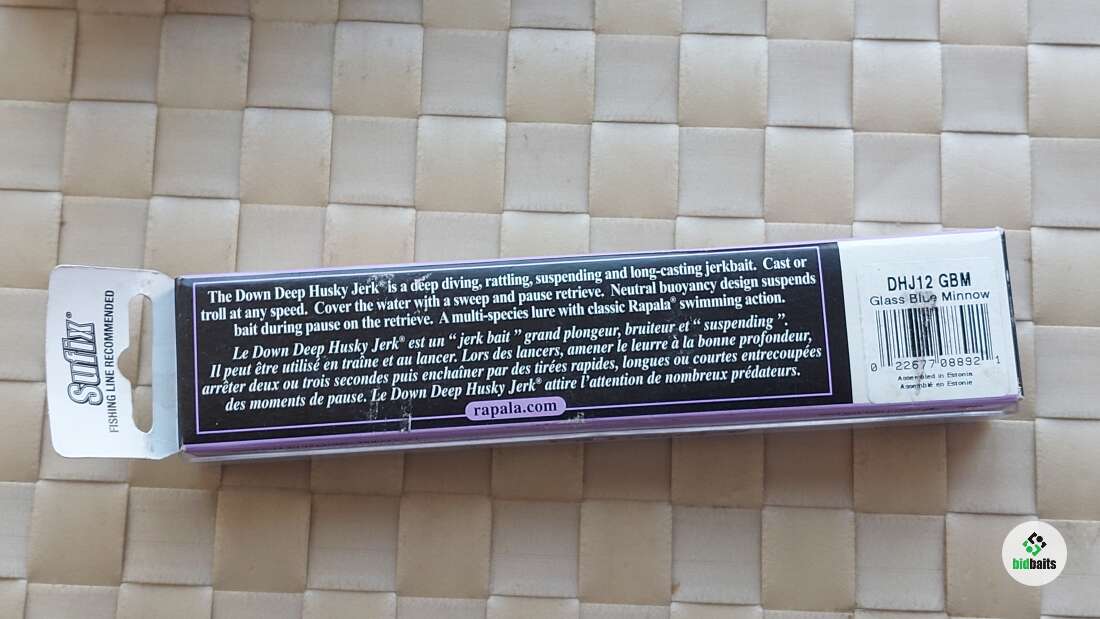 Sufix®
FISHING LINE RECOMMENDED
The Down Deep Husky Jerk® is a deep diving, rattling, suspending and long-casting jerkbait. Cast or
troll at any speed. Cover the water with a sweep and pause retrieve. Neutral buoyancy design suspends
bait during pause on the retrieve. A multi-species lure with classic Rapala® swimming action.
Le Down Deep Husky Jerk® est un " jerk bait " grand plongeur, bruiteur et " suspending ".
Il peut être utilisé en traîne et au lancer. Lors des lancers, amener le leurre à la bonne profondeur,
arrêter deux ou trois secondes puis enchaîner par des tirées rapides, longues ou courtes entrecoupées
des moments de pause. Le Down Deep Husky Jerk® attire l'attention de nombreux prédateurs.
rapala.com
DHJ12 GBM
Glass Blue Minnow
0 22677 08892 1
Assembled in Estonia
Assemblé en Estonie
bidbaits